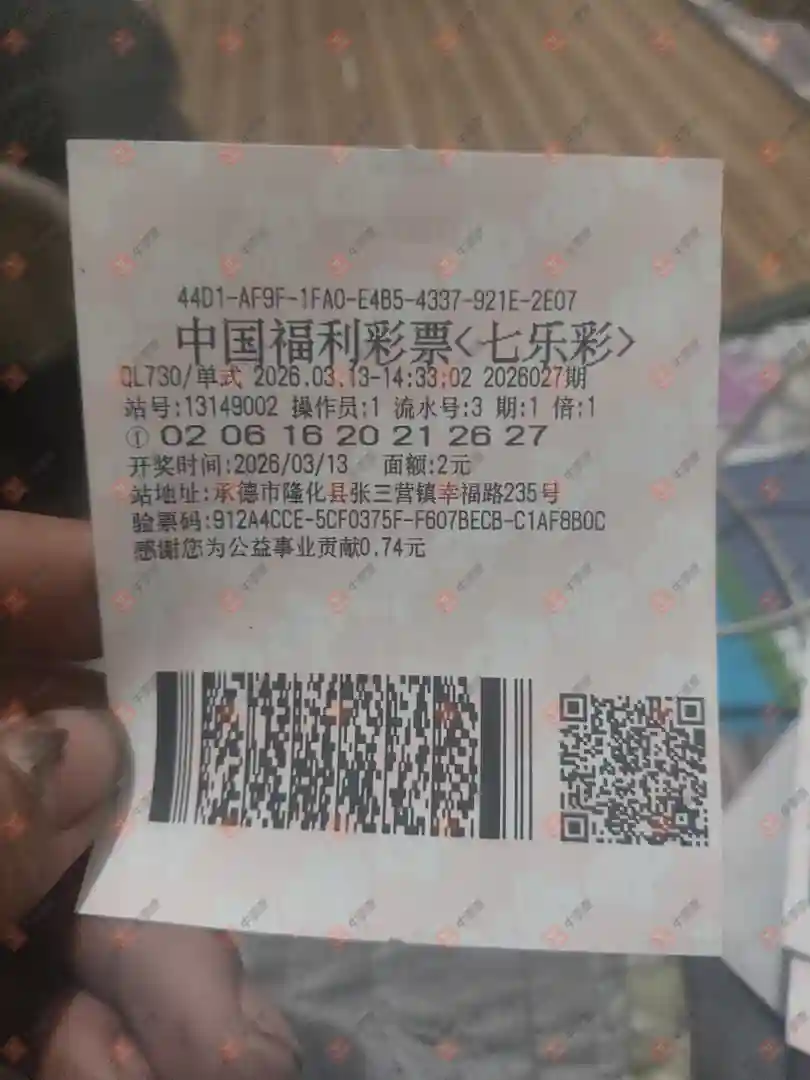 44D1-AF9F-1FA0-E4B5-4337-921E-2E07
中国福利彩票<七乐彩>
QL730/单式 2026.03.13-14:33:02 2026027期
站号:13149002 操作员:1 流水号:3 期:1 倍:1
① 02 06 16 20 21 26 27
开奖时间:2026/03/13 面额:2元
站地址:承德市隆化县张三营镇幸福路235号
验票码:912A4CCE-5CF0375F-F607BECB-C1AF8B0C
感谢您为公益事业贡献0.74元